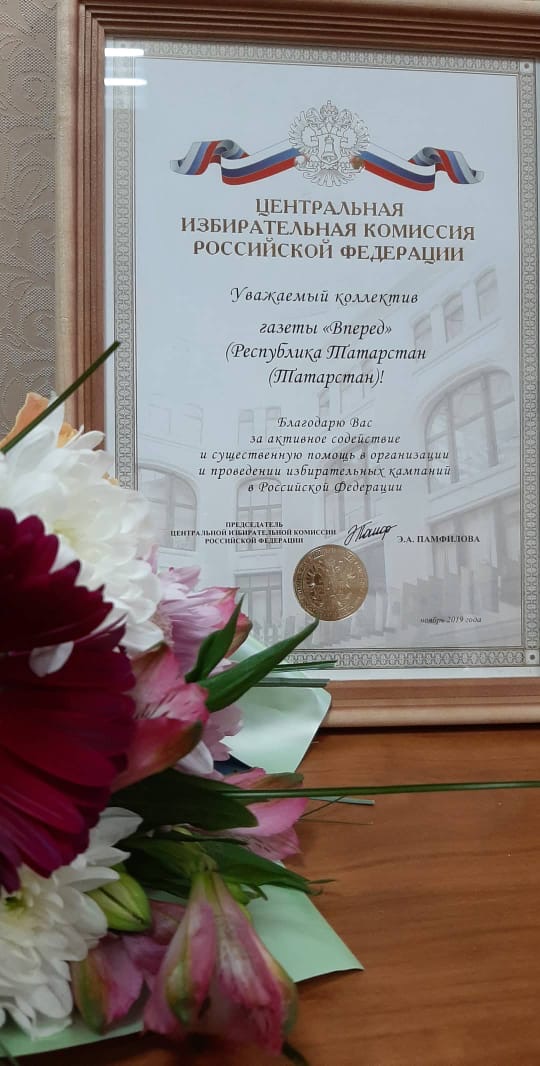 ЦЕНТРАЛЬНАЯ
ИЗБИРАТЕЛЬНАЯ КОМИССИЯ
РОССИЙСКОЙ ФЕДЕРАЦИИ
Уважаемый коллектив
газеты «Вперед»
(Республика Татарстан
(Татарстан)!
Благодарю Вас
за активное содействие
и существенную помощь в организации
и проведении избирательных кампаний
в Российской Федерации
ПРЕДСЕДАТЕЛЬ
ЦЕНТРАЛЬНОЙ ИЗБИРАТЕЛЬНОЙ КОМИССИИ
РОССИЙСКОЙ ФЕДЕРАЦИИ
Э.А. ПАМФИЛОВА
ноябрь 2019 года